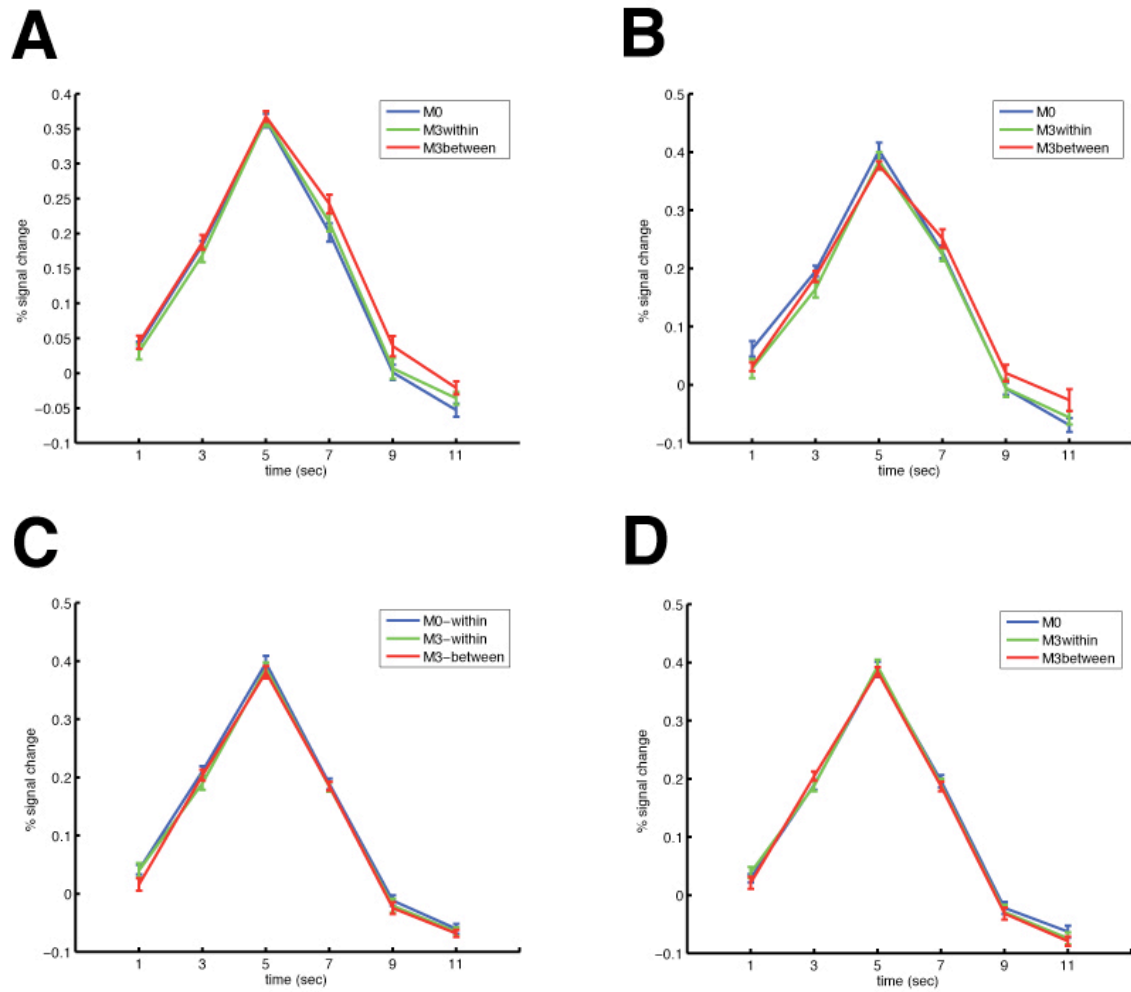 A
0.4
0.35
0.3
0.25
0.2
0.15
0.1
0.05
0
−0.05
−0.1
% signal change
1 3 5 7 9 11
time (sec)
M0
M3within
M3between
B
0.5
0.4
0.3
0.2
0.1
0
−0.1
% signal change
1 3 5 7 9 11
time (sec)
M0
M3within
M3between
C
0.5
0.4
0.3
0.2
0.1
0
−0.1
% signal change
1 3 5 7 9 11
time (sec)
M0−within
M3−within
M3−between
D
0.5
0.4
0.3
0.2
0.1
0
−0.1
% signal change
1 3 5 7 9 11
time (sec)
M0
M3within
M3between